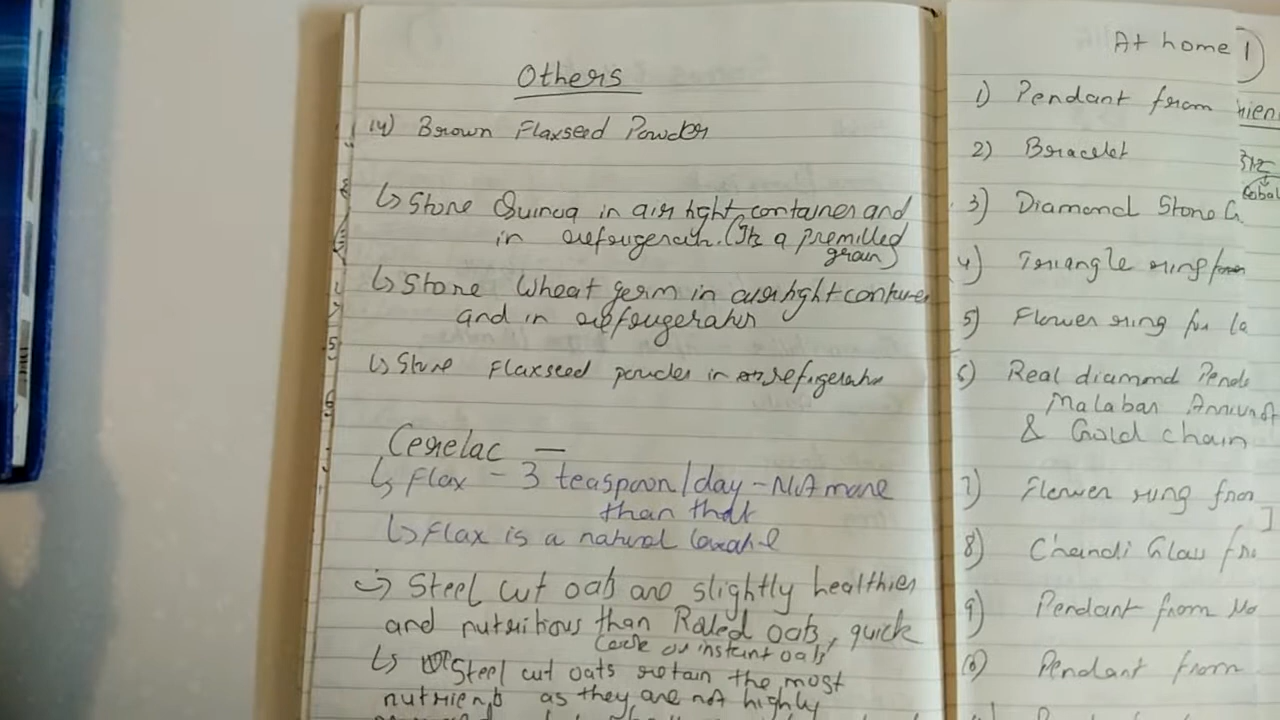 Others
14) Brown Flaxseed Powder
↳ Store Quinoa in air tight container and
in refrigerator. (Its a premilled
grain)
↳ Store Wheat germ in airtight container
and in refrigerator
↳ Store Flaxseed powder in refrigerator
Cerelac —
↳ Flax - 3 teaspoon/day - Not more
than that
↳ Flax is a natural laxative
↳ Steel cut oats are slightly healthier
and nutritious than Rolled oats, quick
cook or instant oats
↳ Steel cut oats retain the most
nutrients as they are not highly
At home 1)
1) Pendant from
2) Bracelet
3) Diamond Stone
4) Triangle ring from
5) Flower ring for
6) Real diamond
Malabar
& Gold chain
7) Flower ring from
8) Chandi Glass
9) Pendant from
10) Pendant from